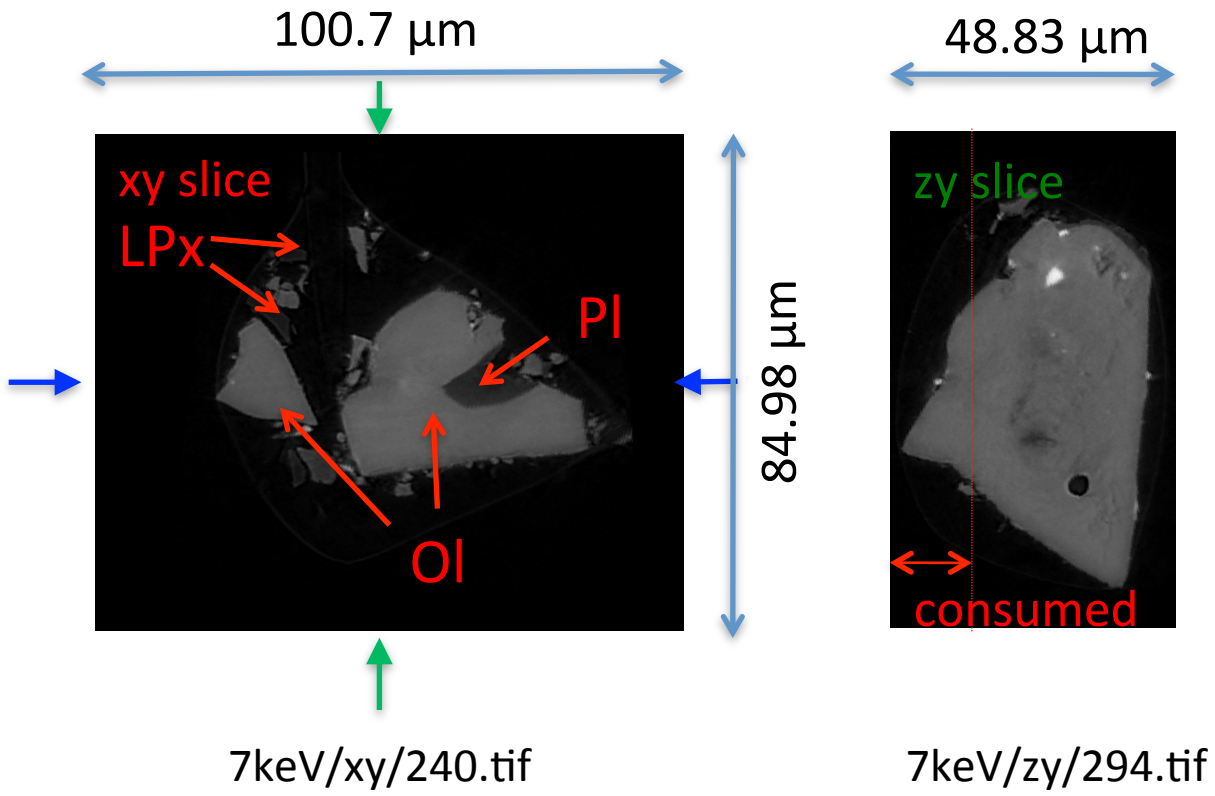 100.7 µm
48.83 µm
xy slice
zy slice
LPx
Pl
84.98 µm
Ol
consumed
7keV/xy/240.tif
7keV/zy/294.tif